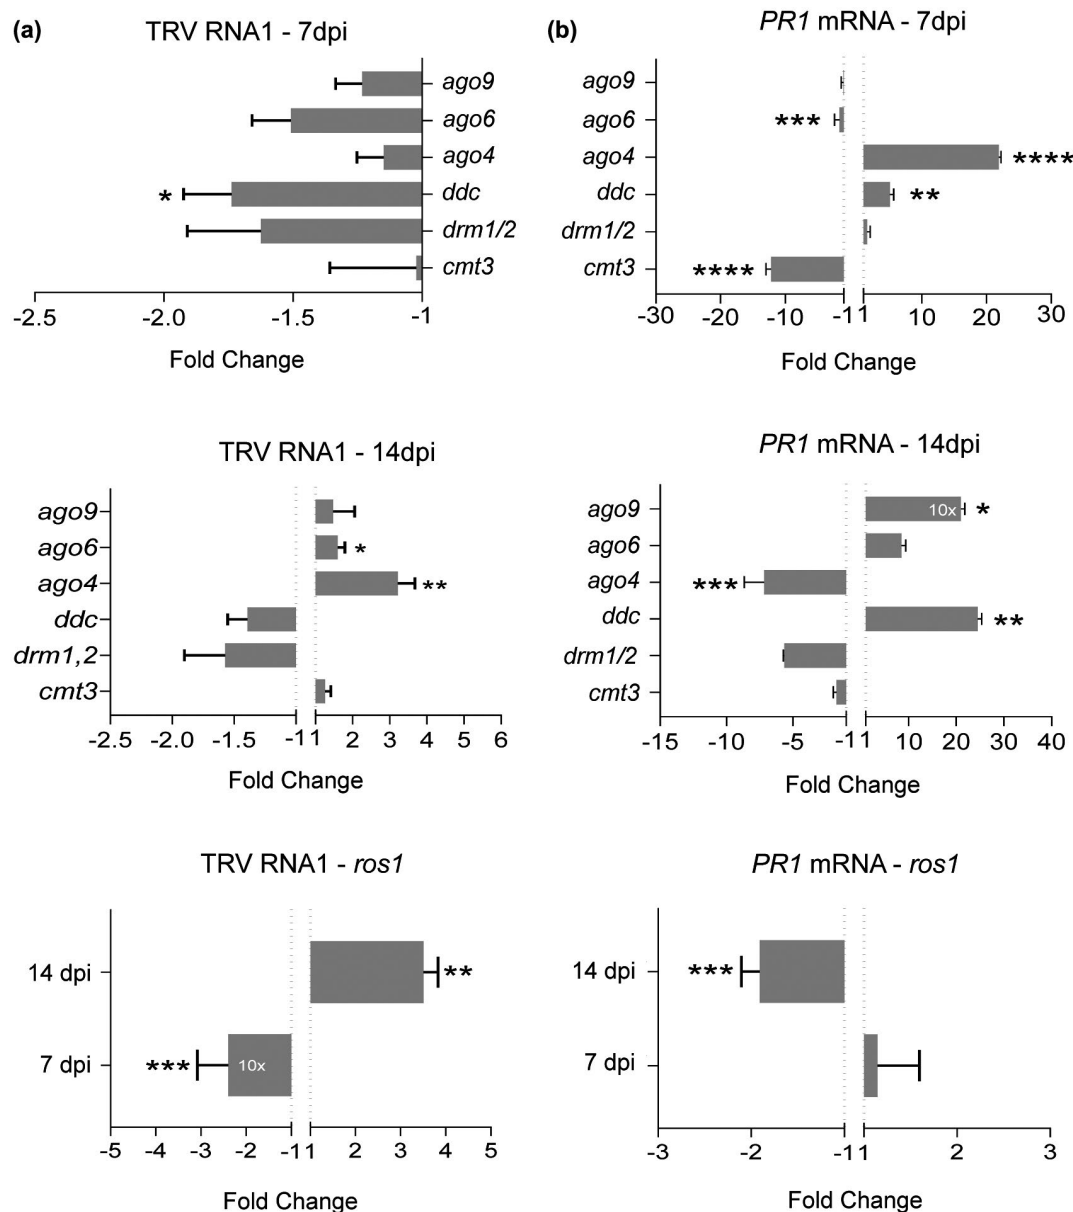 (a)
TRV RNA1 - 7dpi
ago9
ago6
ago4
* ddc
drm1/2
cmt3
-2.5 -2.0 -1.5 -1
Fold Change
(b)
PR1 mRNA - 7dpi
ago9
ago6 ***
ago4 ****
ddc **
drm1/2
cmt3 ****
-30 -20 -10 -1 1 10 20 30
Fold Change
TRV RNA1 - 14dpi
ago9
ago6 *
ago4 **
ddc
drm1,2
cmt3
-2.5 -2.0 -1.5 -1 1 2 3 4 5 6
Fold Change
PR1 mRNA - 14dpi
ago9 10x *
ago6
ago4 ***
ddc **
drm1/2
cmt3
-15 -10 -5 -1 1 10 20 30 40
Fold Change
TRV RNA1 - ros1
14 dpi **
7 dpi *** 10x
-5 -4 -3 -2 -1 1 2 3 4 5
Fold Change
PR1 mRNA - ros1
14 dpi ***
7 dpi
-3 -2 -1 1 2 3
Fold Change